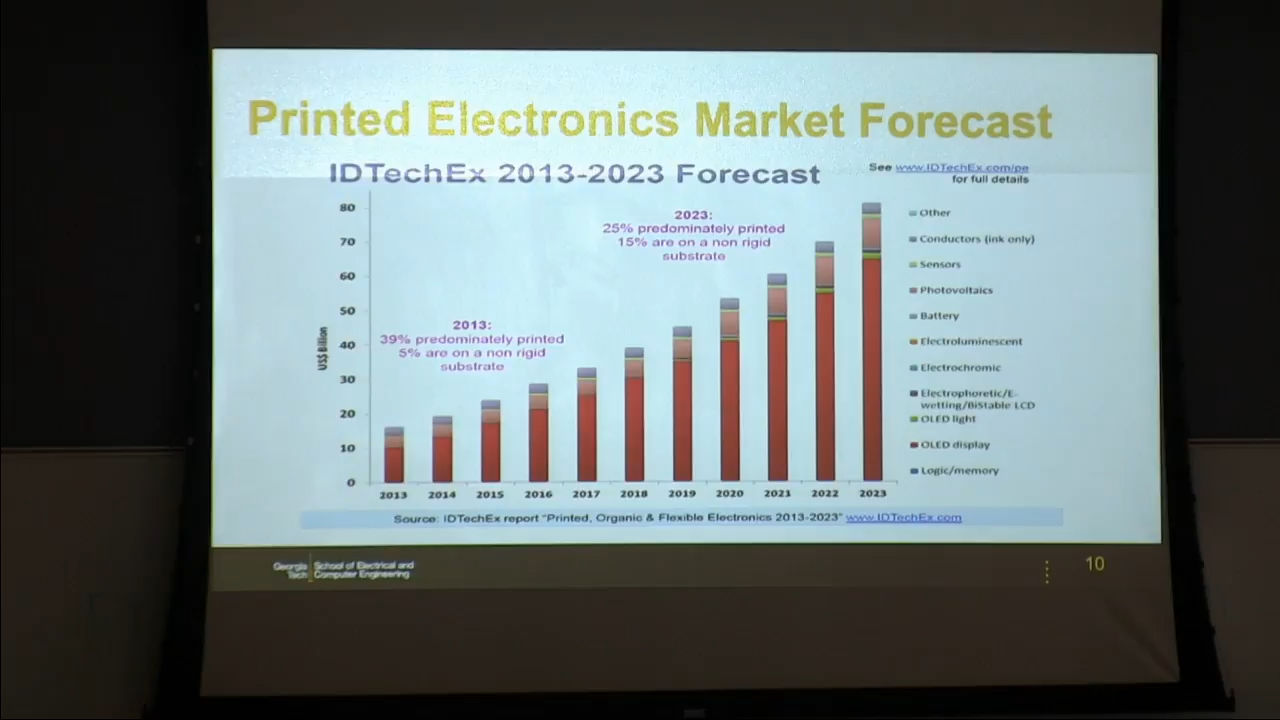 Printed Electronics Market Forecast
IDTechEx 2013-2023 Forecast
See www.IDTechEx.com/pe
for full details
80
70
60
50
40
30
20
10
0
US$ Billion
2013:
39% predominately printed
5% are on a non rigid
substrate
2023:
25% predominately printed
15% are on a non rigid
substrate
Other
Conductors (ink only)
Sensors
Photovoltaics
Battery
Electroluminescent
Electrochromic
Electrophoretic/E-
wetting/BiStable LCD
OLED light
OLED display
Logic/memory
2013 2014 2015 2016 2017 2018 2019 2020 2021 2022 2023
Source: IDTechEx report "Printed, Organic & Flexible Electronics 2013-2023" www.IDTechEx.com
Georgia
Tech
School of Electrical and
Computer Engineering
10